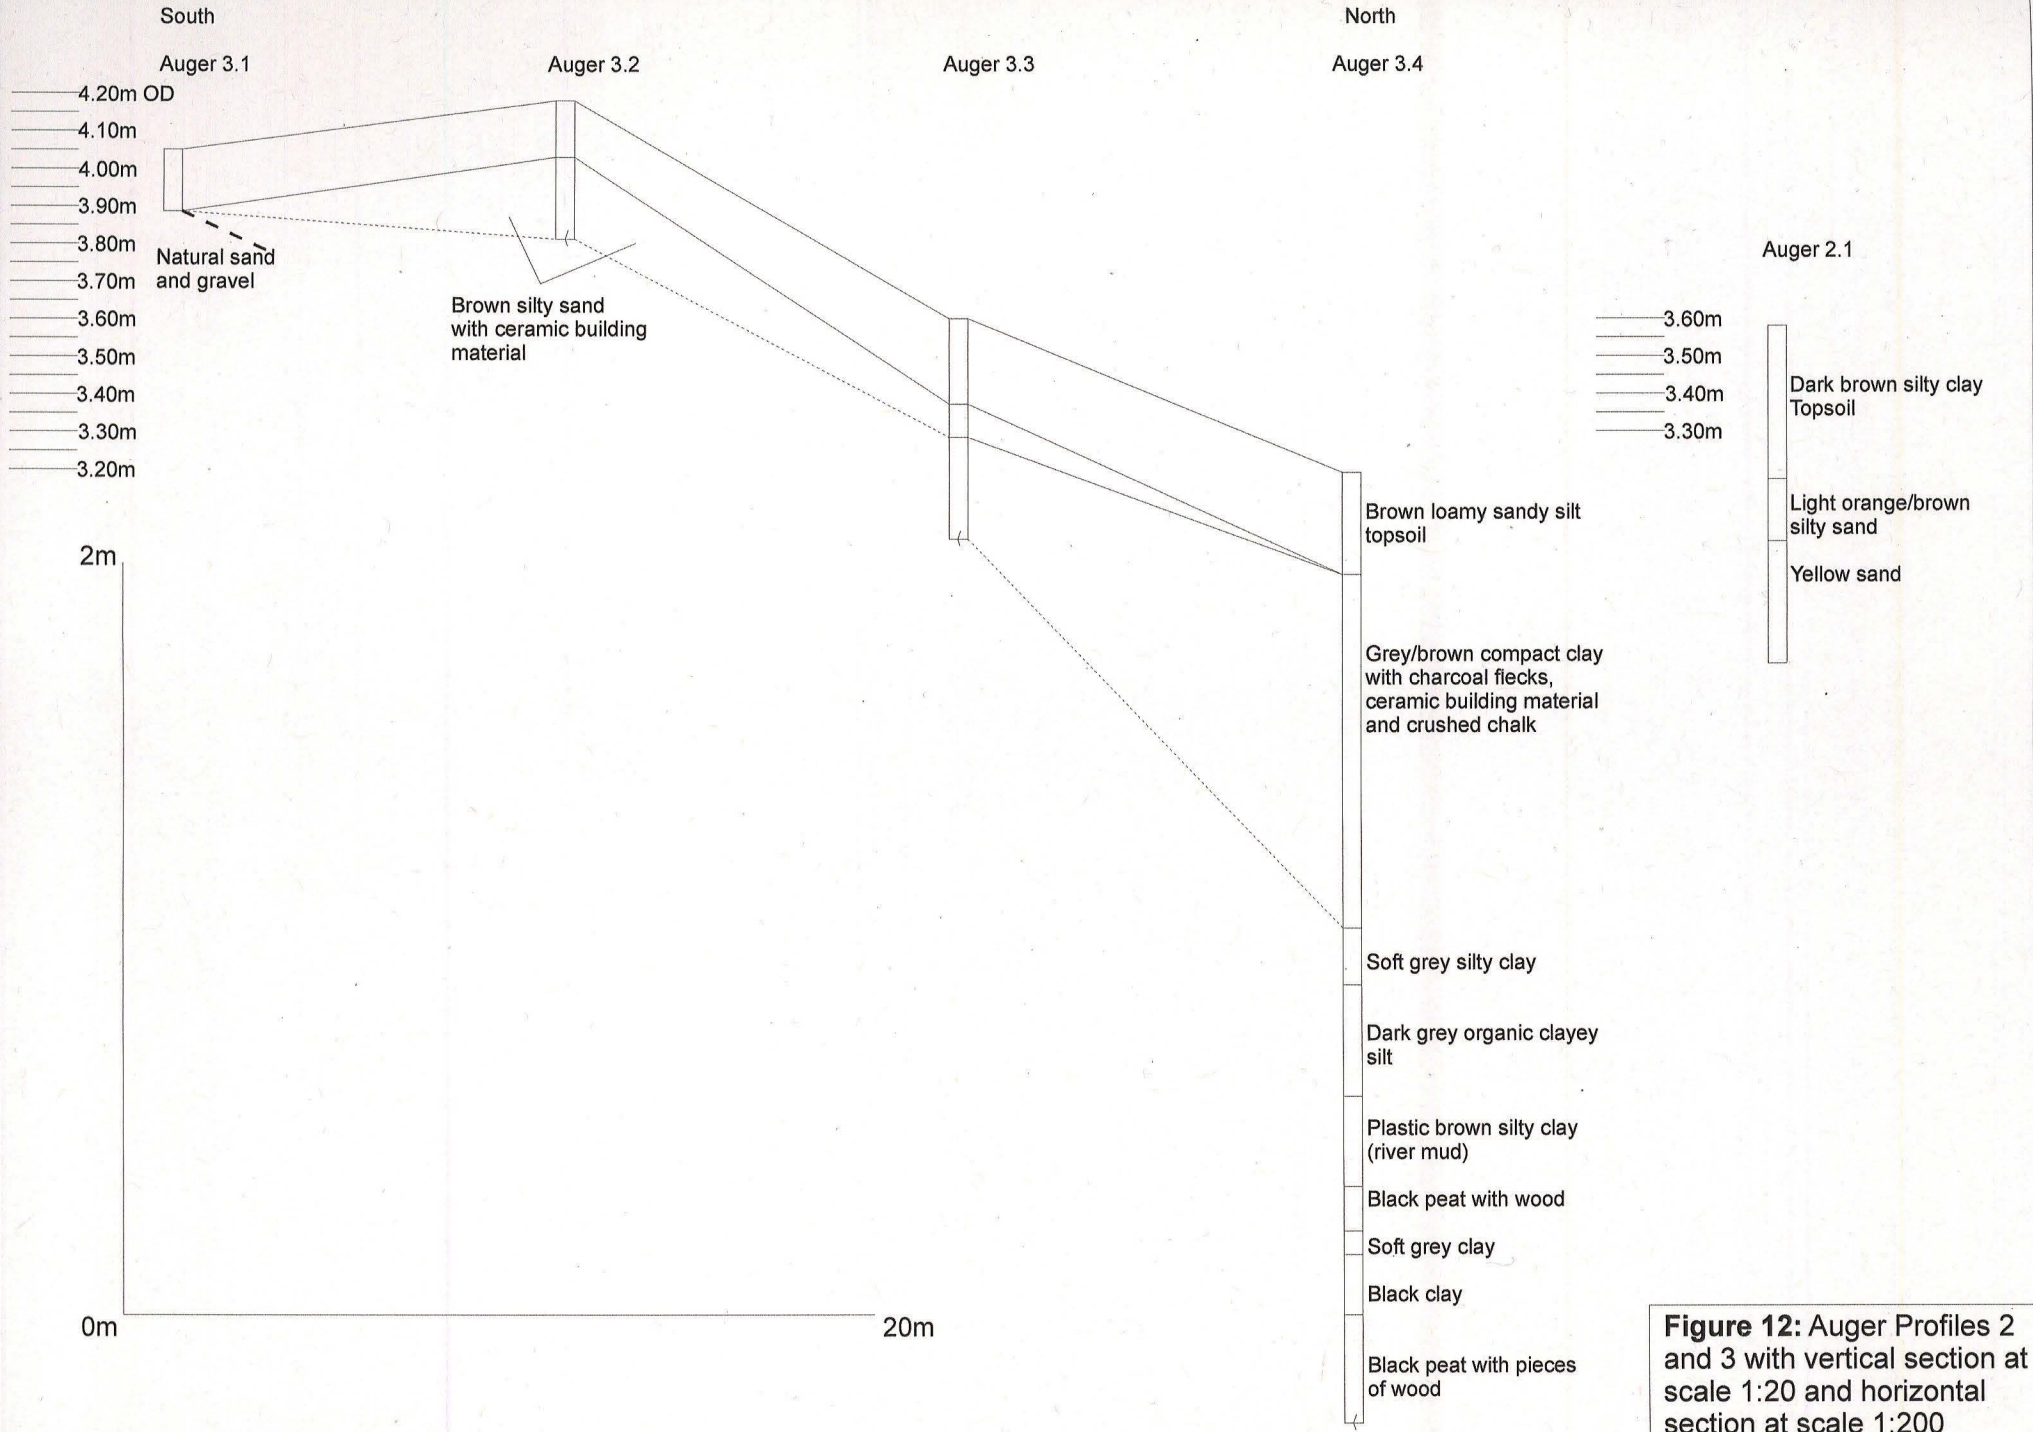 South
North
Auger 3.1
Auger 3.2
Auger 3.3
Auger 3.4
4.20m OD
4.10m
4.00m
3.90m
3.80m
3.70m
3.60m
3.50m
3.40m
3.30m
3.20m
Natural sand
and gravel
Brown silty sand
with ceramic building
material
Auger 2.1
3.60m
3.50m
3.40m
3.30m
Dark brown silty clay
Topsoil
Light orange/brown
silty sand
Yellow sand
Brown loamy sandy silt
topsoil
Grey/brown compact clay
with charcoal flecks,
ceramic building material
and crushed chalk
Soft grey silty clay
Dark grey organic clayey
silt
Plastic brown silty clay
(river mud)
Black peat with wood
Soft grey clay
Black clay
Black peat with pieces
of wood
2m
0m
20m
Figure 12: Auger Profiles 2
and 3 with vertical section at
scale 1:20 and horizontal
section at scale 1:200